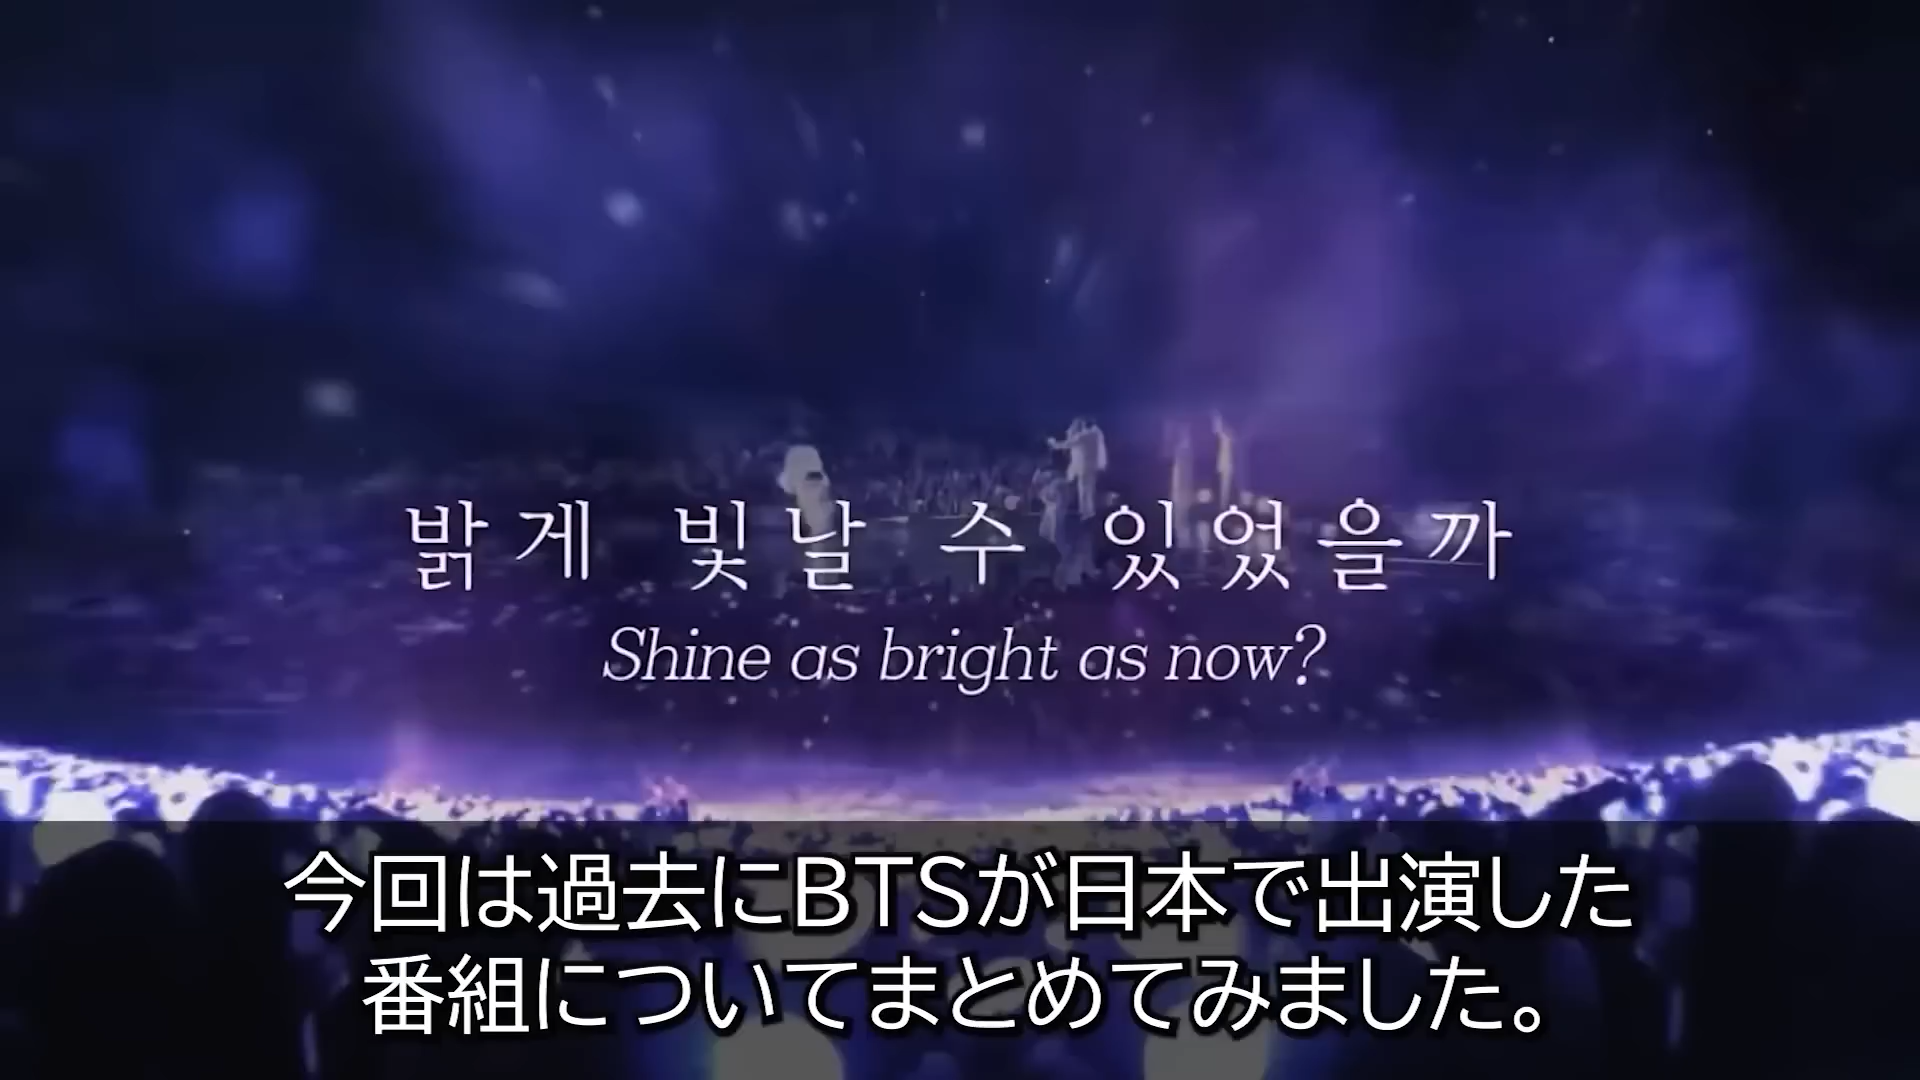 밝게 빛날 수 있었을까
Shine as bright as now?
今回は過去にBTSが日本で出演した
番組についてまとめてみました。